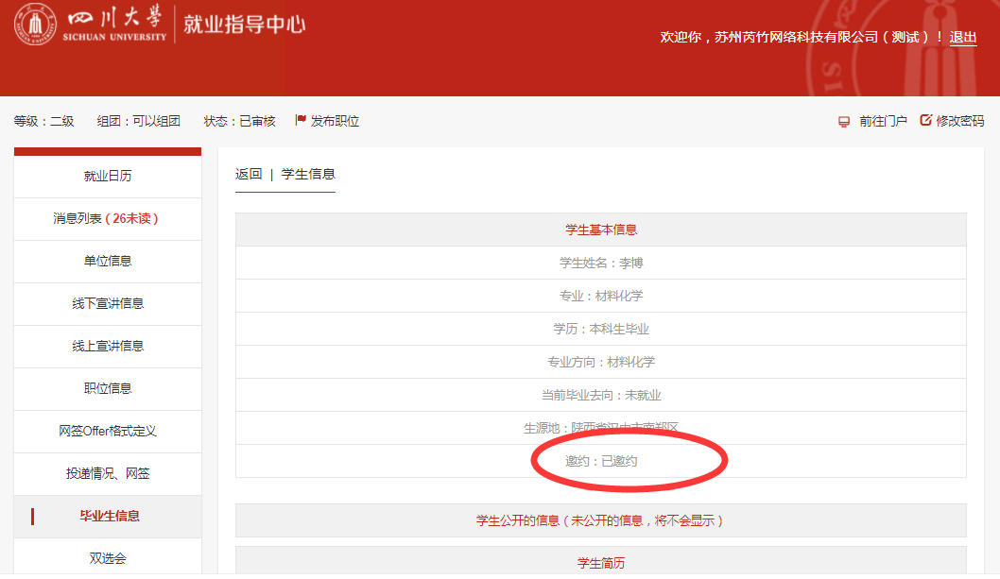 四川大学
SICHUAN UNIVERSITY
就业指导中心
欢迎你，苏州芮竹网络科技有限公司（测试）！ 退出
等级：二级 组团：可以组团 状态：已审核 发布职位
前往门户 修改密码
就业日历
消息列表（26未读）
单位信息
线下宣讲信息
线上宣讲信息
职位信息
网签Offer格式定义
投递情况、网签
毕业生信息
双选会
返回 | 学生信息
学生基本信息
学生姓名：李博
专业：材料化学
学历：本科生毕业
专业方向：材料化学
当前毕业去向：未就业
生源地：陕西省汉中市南郑区
邀约：已邀约
学生公开的信息（未公开的信息，将不会显示）
学生简历